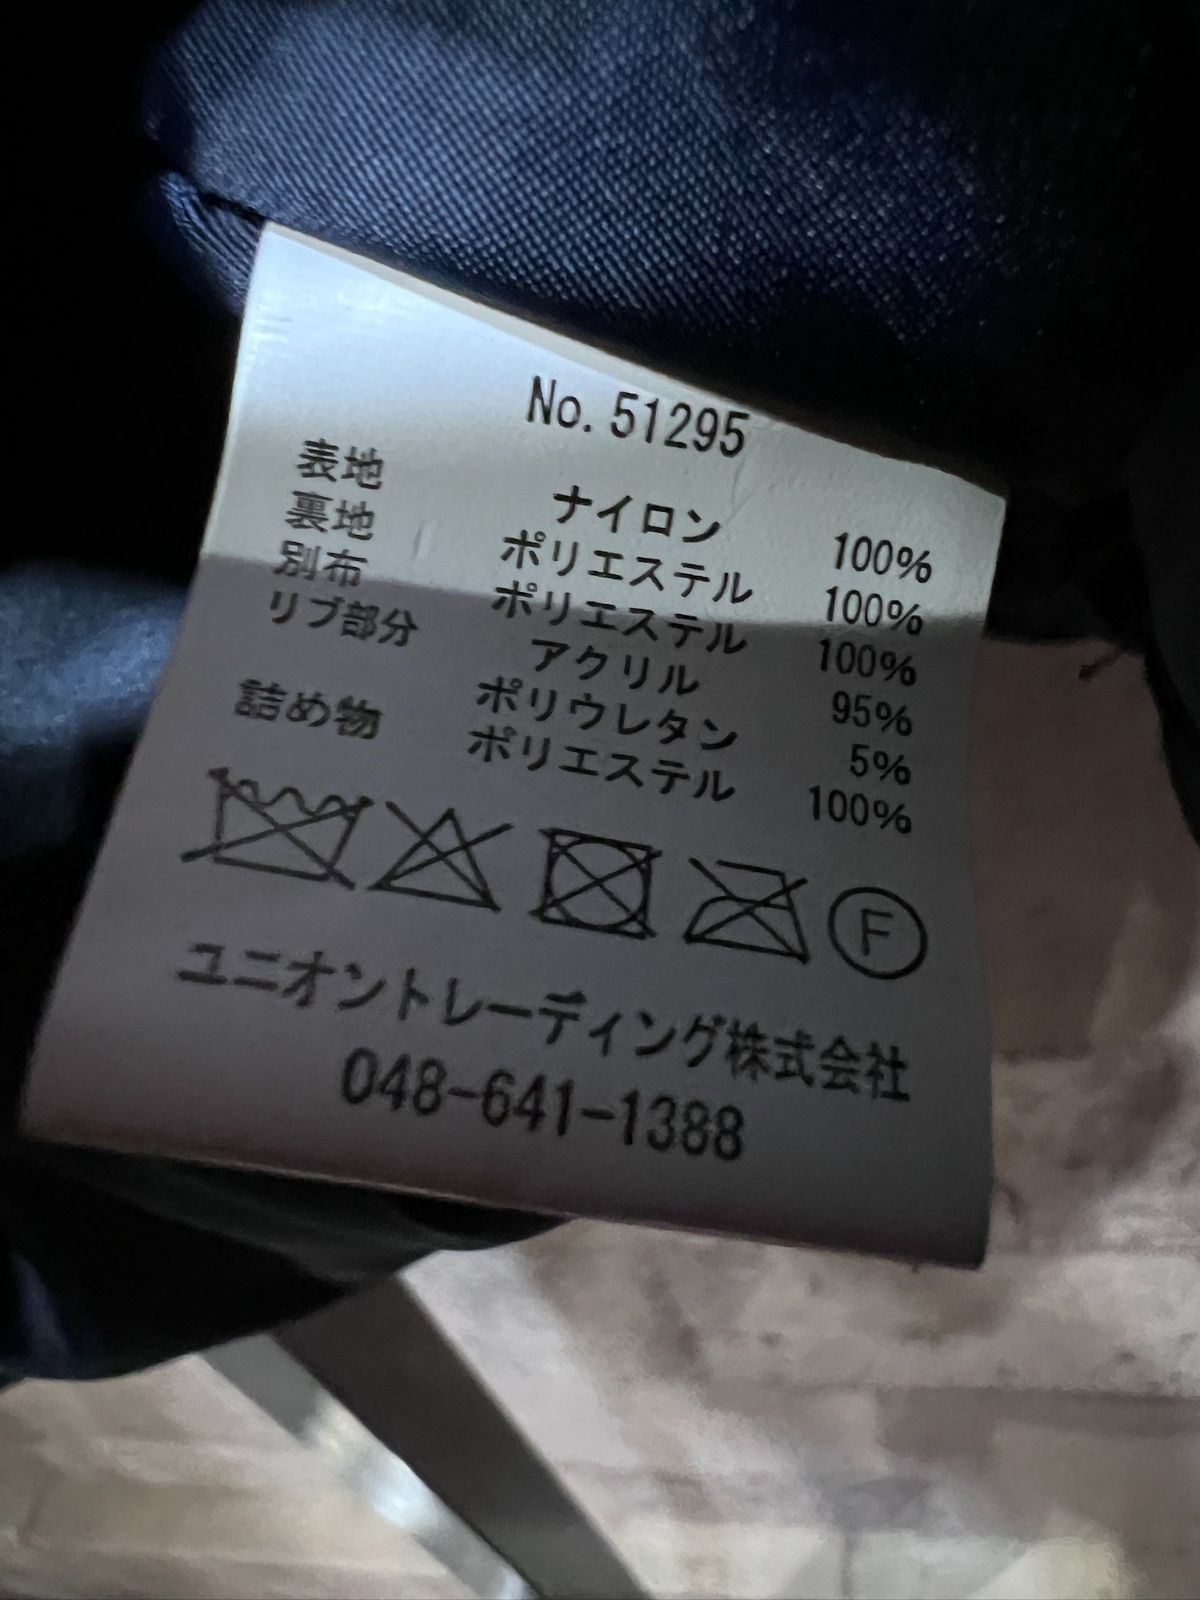 No. 51295
表地 ナイロン 100%
裏地 ポリエステル 100%
別布 ポリエステル 100%
リブ部分 アクリル 95%
ポリウレタン 5%
詰め物 ポリエステル 100%
F
ユニオントレーディング株式会社
048-641-1388